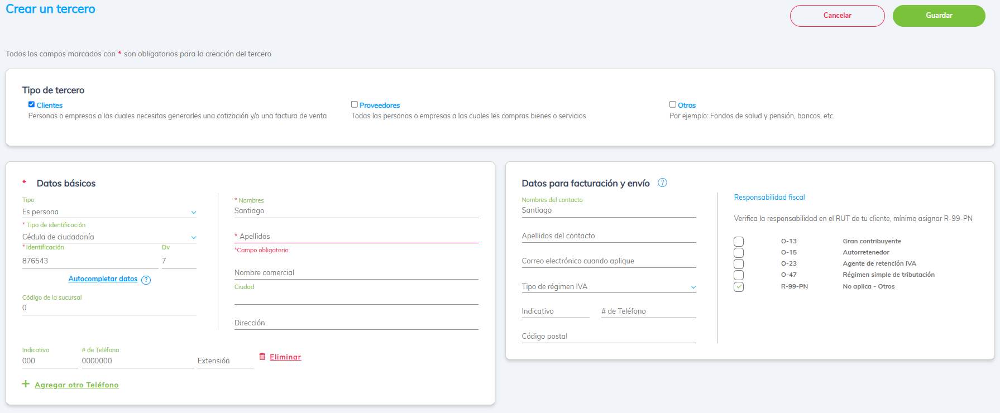 Crear un tercero
Cancelar
Guardar
Todos los campos marcados con * son obligatorios para la creación del tercero
Tipo de tercero
Clientes
Personas o empresas a las cuales necesitas generarles una cotización y/o una factura de venta
Proveedores
Todas las personas o empresas a las cuales les compras bienes o servicios
Otros
Por ejemplo: Fondos de salud y pensión, bancos, etc.
* Datos básicos
Tipo
Es persona
* Tipo de identificación
Cédula de ciudadanía
*Identificación Dv
876543 7
Autocompletar datos ?
Código de la sucursal
0
* Nombres
Santiago
* Apellidos
*Campo obligatorio
Nombre comercial
Ciudad
Dirección
Indicativo # de Teléfono
000 0000000 Extensión
Eliminar
+ Agregar otro Teléfono
Datos para facturación y envío ?
Nombres del contacto
Santiago
Apellidos del contacto
Correo electrónico cuando aplique
Tipo de régimen IVA
Indicativo # de Teléfono
Código postal
Responsabilidad fiscal
Verifica la responsabilidad en el RUT de tu cliente, mínimo asignar R-99-PN
O-13 Gran contribuyente
O-15 Autorretenedor
O-23 Agente de retención IVA
O-47 Régimen simple de tributación
R-99-PN No aplica - Otros